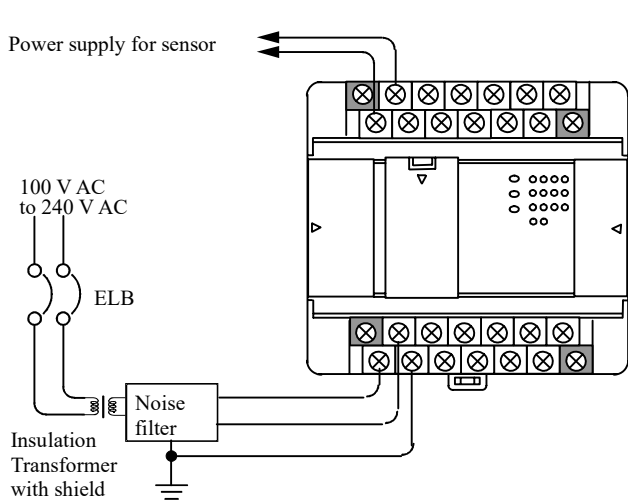 Power supply for sensor
100 V AC
to 240 V AC
ELB
Noise
filter
Insulation
Transformer
with shield